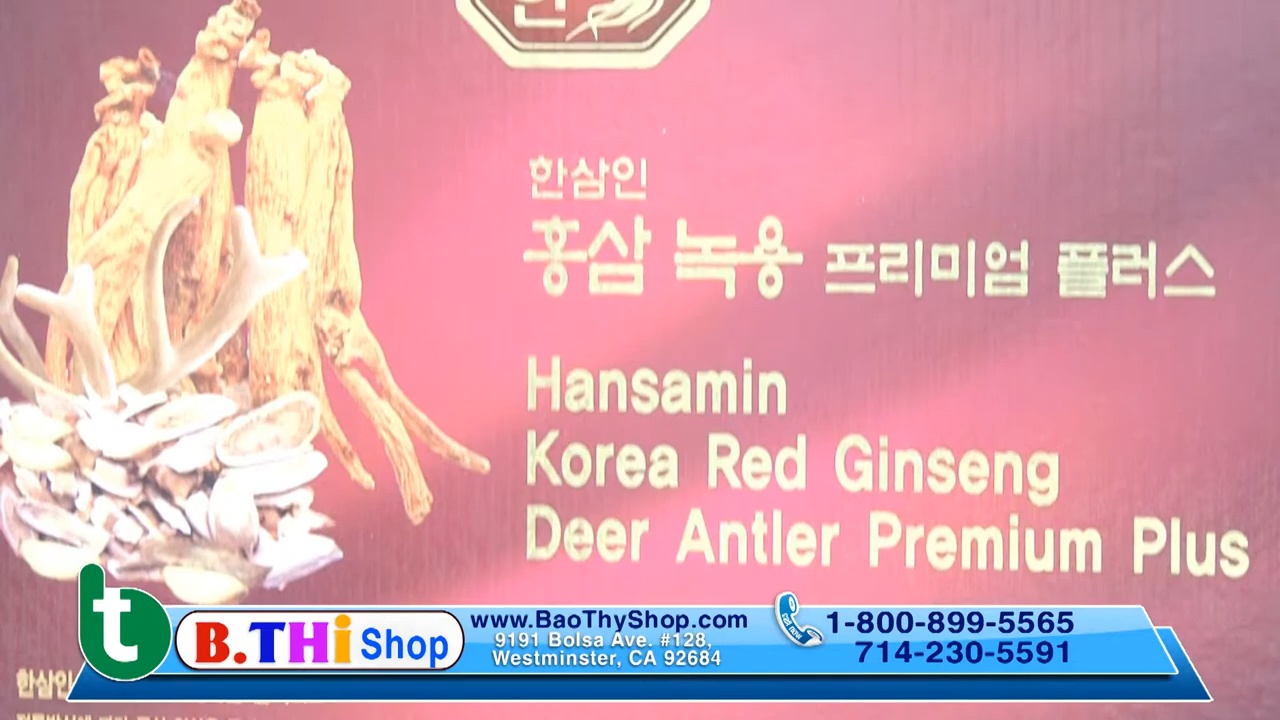 한삼인
홍삼 녹용 프리미엄 플러스
Hansamin
Korea Red Ginseng
Deer Antler Premium Plus
t
B.THi Shop
www.BaoThyShop.com
9191 Bolsa Ave. #128,
Westminster, CA 92684
1-800-899-5565
714-230-5591
한삼인